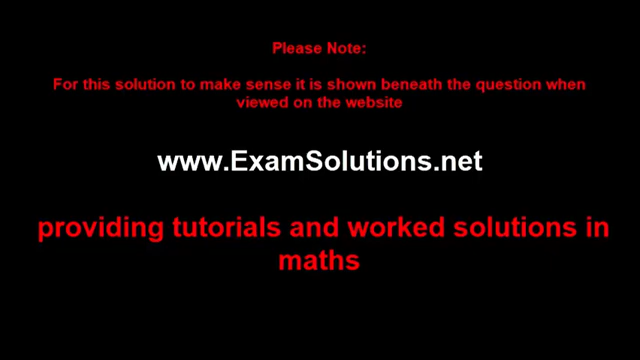 Please Note:
For this solution to make sense it is shown beneath the question when
viewed on the website
www.ExamSolutions.net
providing tutorials and worked solutions in
maths